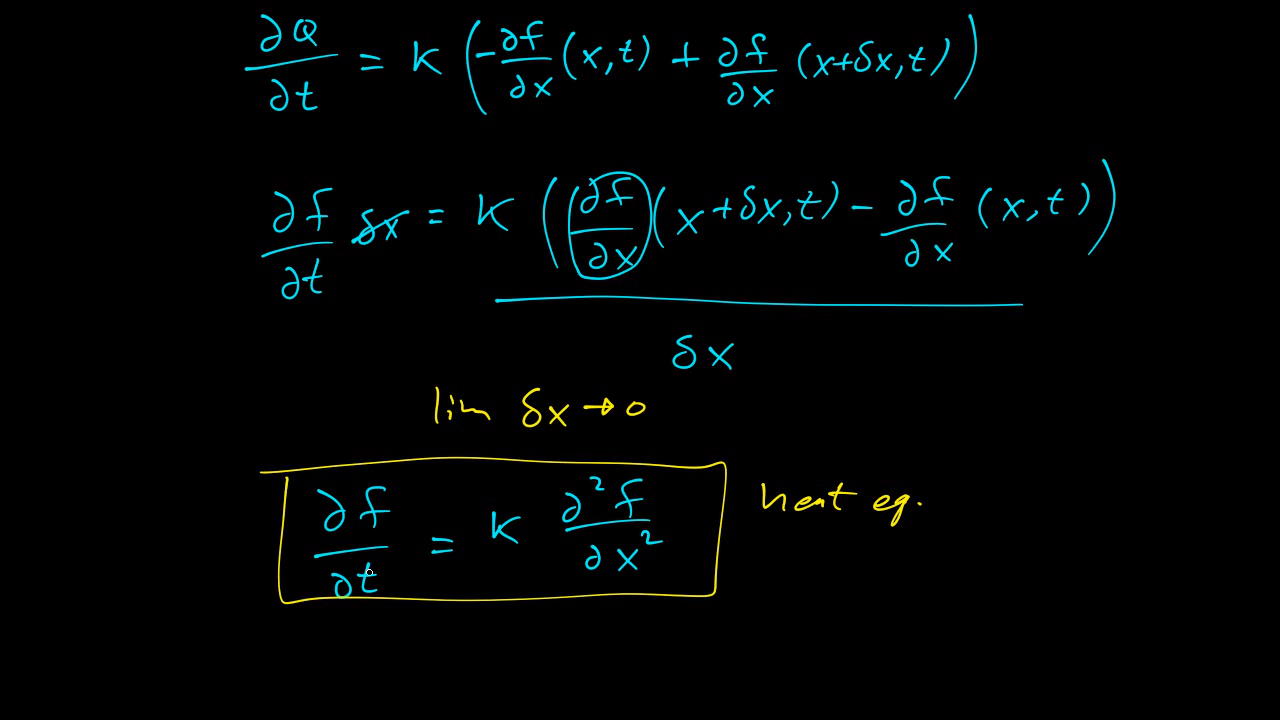 ∂Q/∂t = K (-∂f/∂x (x,t) + ∂f/∂x (x+δx,t))
∂f/∂t δx = K (∂f/∂x (x+δx,t) - ∂f/∂x (x,t))
δx
lim δx→0
∂f/∂t = K ∂²f/∂x² heat eq.